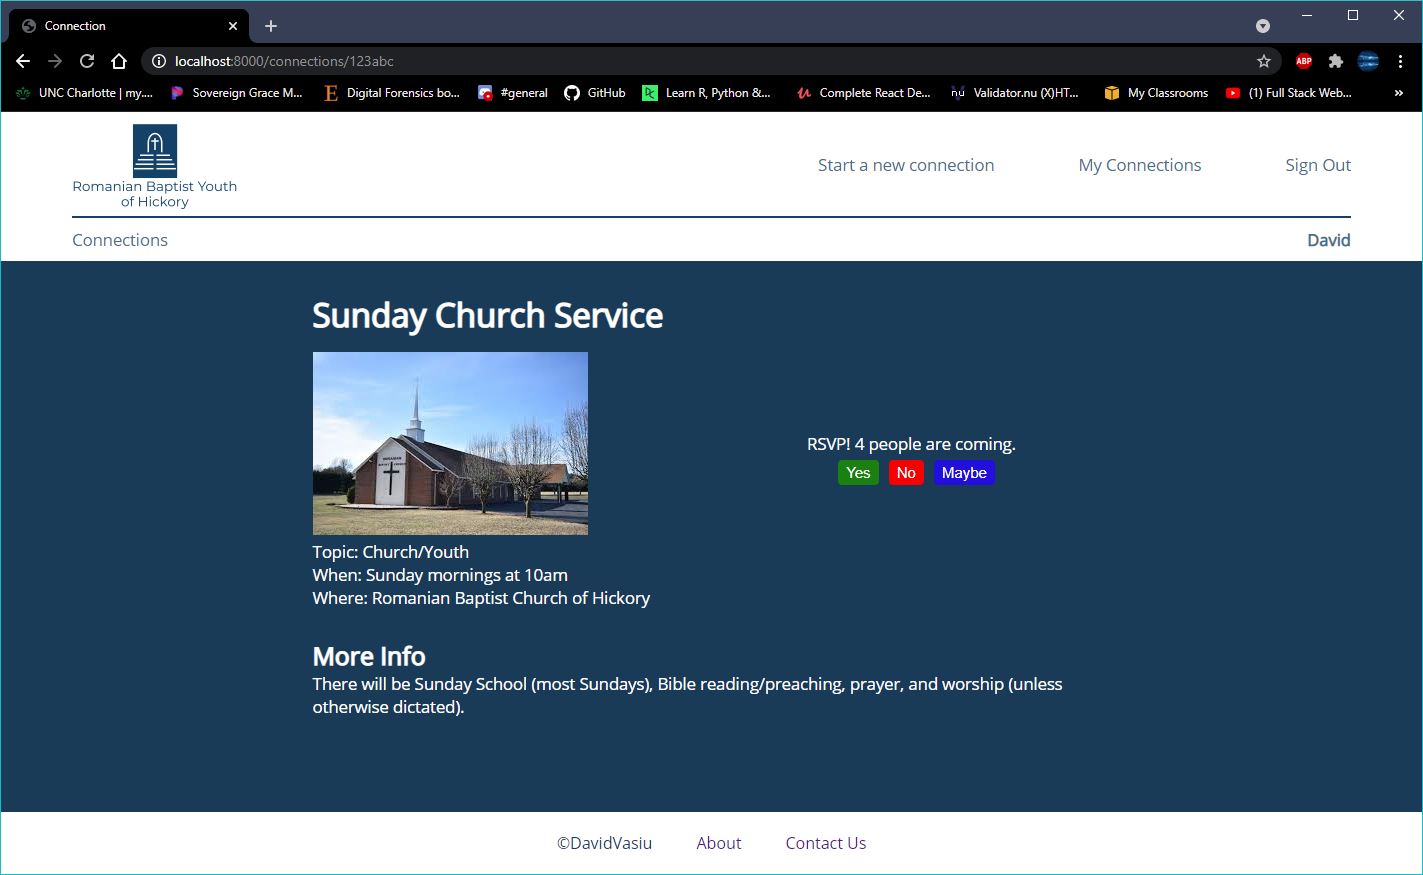 Connection
localhost:8000/connections/123abc
ABP
UNC Charlotte | my....
Sovereign Grace M...
Digital Forensics bo...
#general
GitHub
Learn R, Python &...
Complete React De...
Validator.nu (X)HT...
My Classrooms
(1) Full Stack Web...
Romanian Baptist Youth
of Hickory
Start a new connection
My Connections
Sign Out
Connections
David
Sunday Church Service
RSVP! 4 people are coming.
Yes
No
Maybe
Topic: Church/Youth
When: Sunday mornings at 10am
Where: Romanian Baptist Church of Hickory
More Info
There will be Sunday School (most Sundays), Bible reading/preaching, prayer, and worship (unless
otherwise dictated).
©DavidVasiu
About
Contact Us